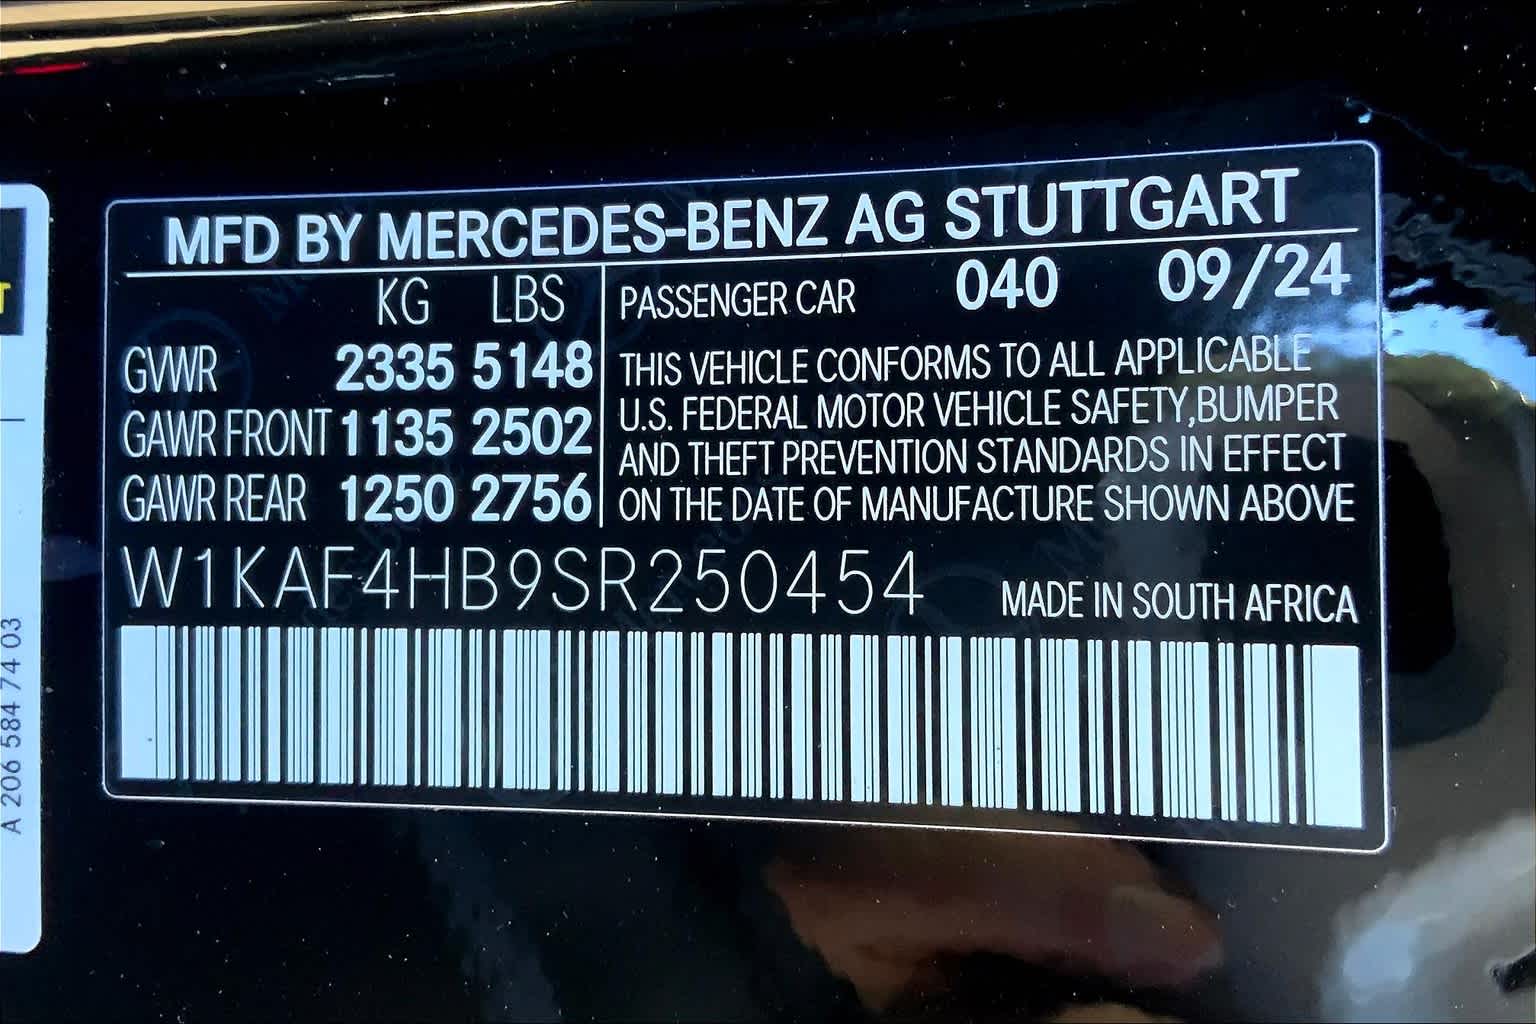 MFD BY MERCEDES-BENZ AG STUTTGART
KG LBS
GVWR 2335 5148
GAWR FRONT 1135 2502
GAWR REAR 1250 2756
PASSENGER CAR 040 09/24
THIS VEHICLE CONFORMS TO ALL APPLICABLE
U.S. FEDERAL MOTOR VEHICLE SAFETY,BUMPER
AND THEFT PREVENTION STANDARDS IN EFFECT
ON THE DATE OF MANUFACTURE SHOWN ABOVE
W1KAF4HB9SR250454
MADE IN SOUTH AFRICA
A 206 584 74 03